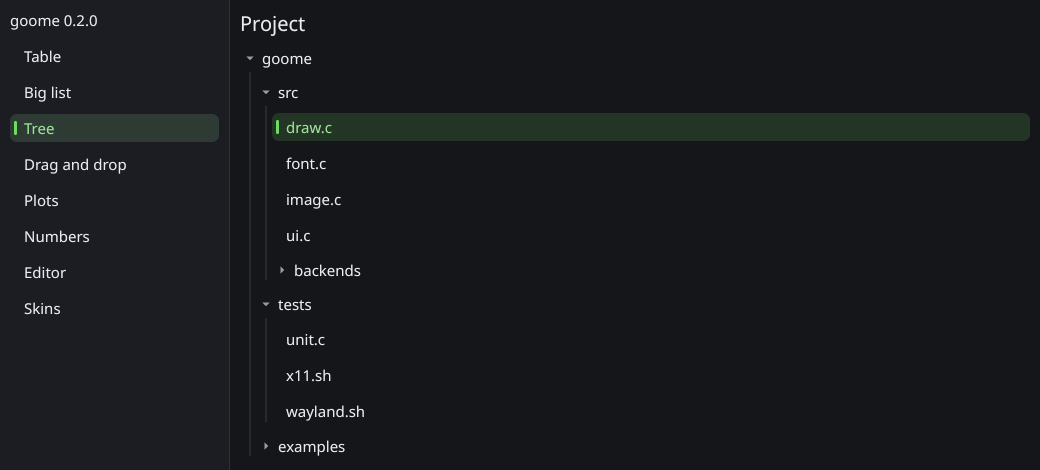 goome 0.2.0
Table
Big list
Tree
Drag and drop
Plots
Numbers
Editor
Skins
Project
goome
src
draw.c
font.c
image.c
ui.c
backends
tests
unit.c
x11.sh
wayland.sh
examples